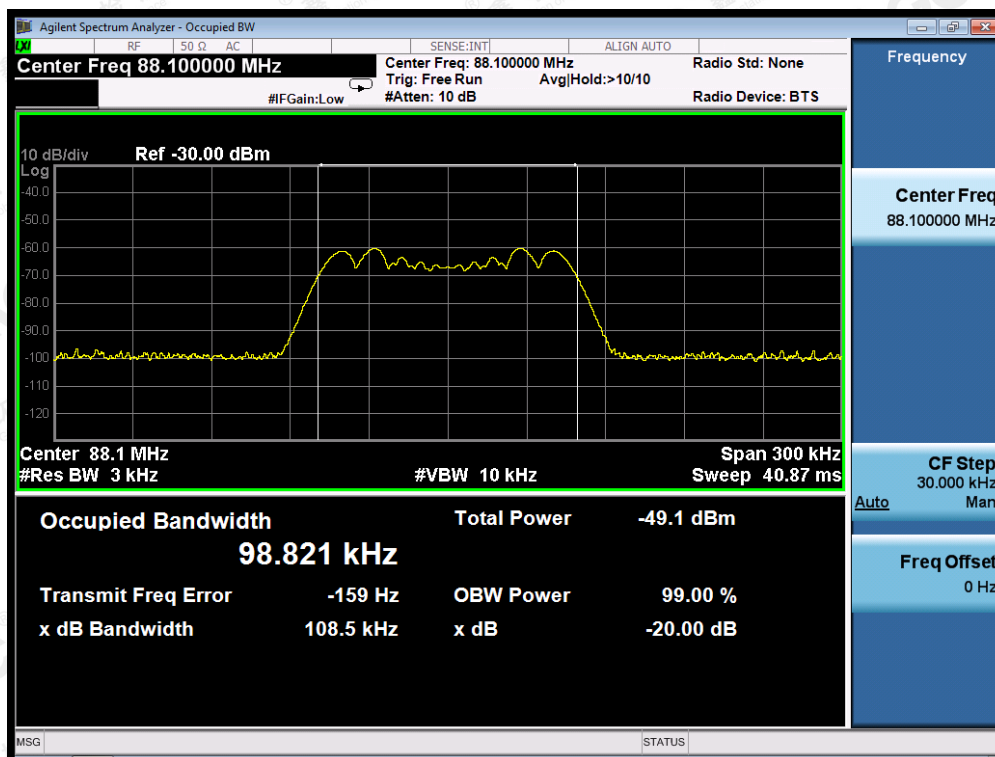 Agilent Spectrum Analyzer - Occupied BW
LXI RF 50 Ω AC SENSE:INT ALIGN AUTO
Center Freq 88.100000 MHz
Center Freq: 88.100000 MHz Radio Std: None
Trig: Free Run Avg|Hold:>10/10
#IFGain:Low #Atten: 10 dB Radio Device: BTS
10 dB/div Ref -30.00 dBm
Log
-40.0
-50.0
-60.0
-70.0
-80.0
-90.0
-100
-110
-120
Center 88.1 MHz Span 300 kHz
#Res BW 3 kHz #VBW 10 kHz Sweep 40.87 ms
Occupied Bandwidth Total Power -49.1 dBm
98.821 kHz
Transmit Freq Error -159 Hz OBW Power 99.00 %
x dB Bandwidth 108.5 kHz x dB -20.00 dB
MSG STATUS
Frequency
Center Freq
88.100000 MHz
CF Step
30.000 kHz
Auto Man
Freq Offset
0 Hz